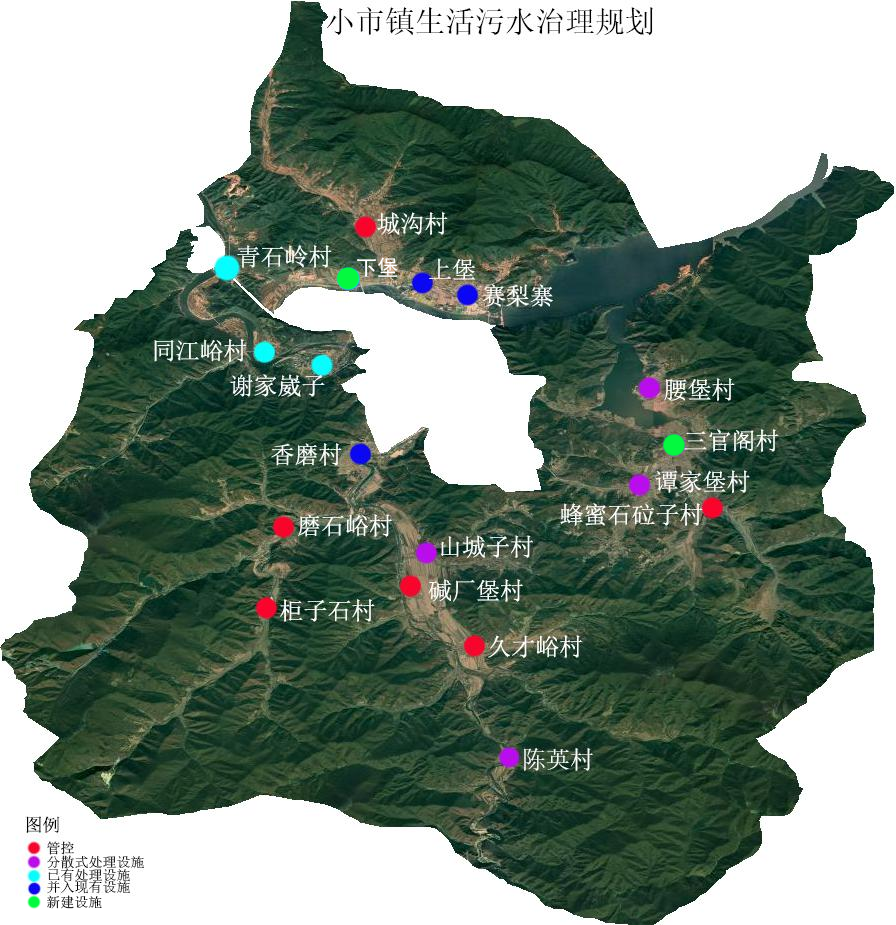 小市镇生活污水治理规划
城沟村
青石岭村
下堡
上堡
赛梨寨
同江峪村
谢家崴子
腰堡村
三官阁村
香磨村
谭家堡村
蜂蜜石砬子村
磨石峪村
山城子村
碱厂堡村
柜子石村
久才峪村
陈英村
图例
管控
分散式处理设施
已有处理设施
并入现有设施
新建设施